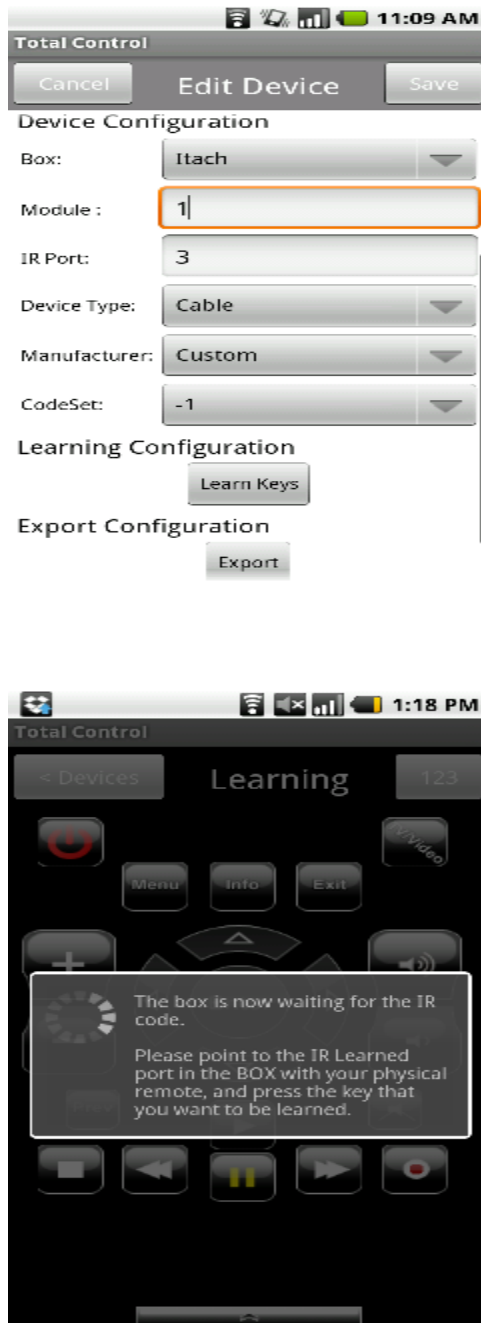 11:09 AM
Total Control
Cancel Edit Device Save
Device Configuration
Box: Itach
Module : 1
IR Port: 3
Device Type: Cable
Manufacturer: Custom
CodeSet: -1
Learning Configuration
Learn Keys
Export Configuration
Export
1:18 PM
Total Control
< Devices Learning 123
TV/Video
Menu Info Exit
+
The box is now waiting for the IR
code.
Please point to the IR Learned
port in the BOX with your physical
remote, and press the key that
you want to be learned.